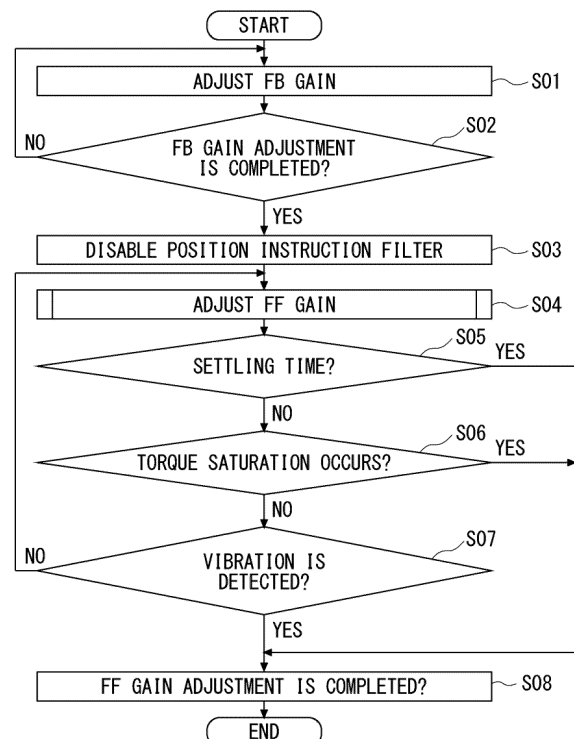 START
ADJUST FB GAIN
S01
S02
FB GAIN ADJUSTMENT
IS COMPLETED?
NO
YES
DISABLE POSITION INSTRUCTION FILTER
S03
ADJUST FF GAIN
S04
S05
SETTLING TIME?
YES
NO
S06
TORQUE SATURATION OCCURS?
YES
NO
S07
VIBRATION IS
DETECTED?
NO
YES
FF GAIN ADJUSTMENT IS COMPLETED?
S08
END